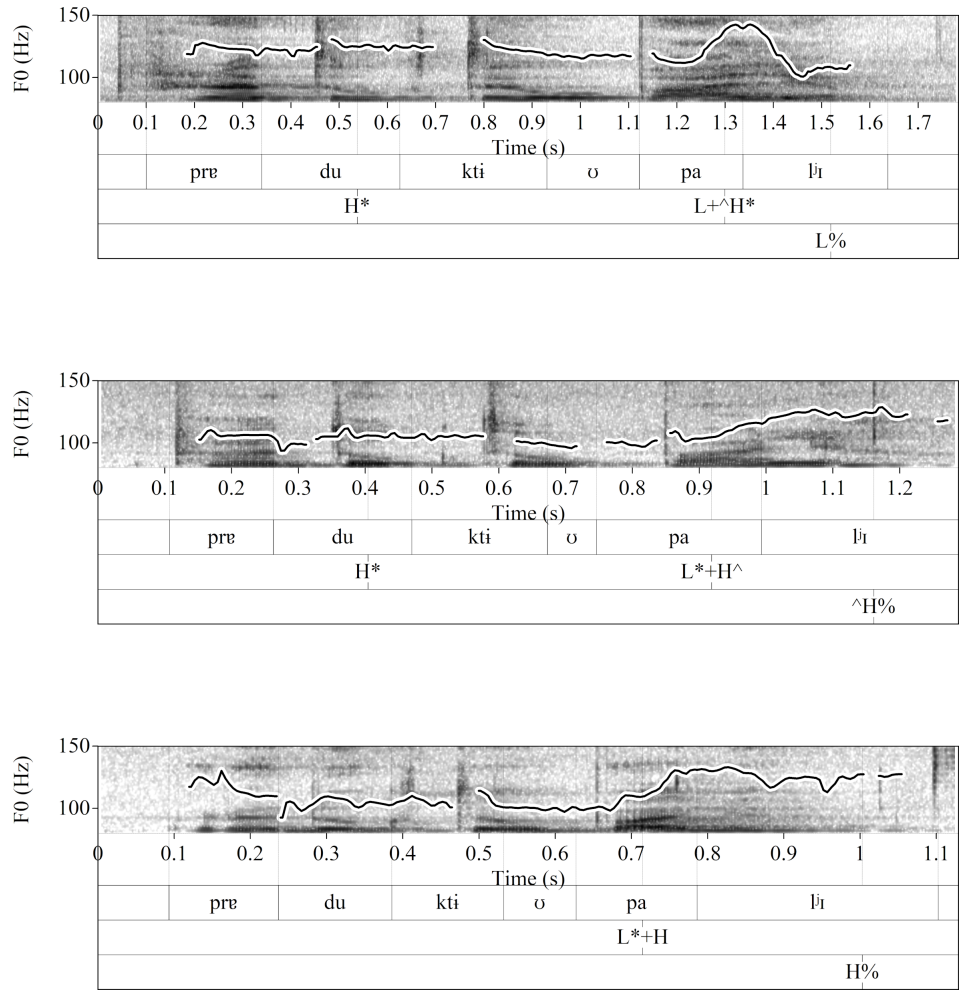 F0 (Hz)
150
100
0 0.1 0.2 0.3 0.4 0.5 0.6 0.7 0.8 0.9 1 1.1 1.2 1.3 1.4 1.5 1.6 1.7
Time (s)
prɐ du ktɨ ʊ pa lʲɪ
H* L+^H*
L%
F0 (Hz)
150
100
0 0.1 0.2 0.3 0.4 0.5 0.6 0.7 0.8 0.9 1 1.1 1.2
Time (s)
prɐ du ktɨ ʊ pa lʲɪ
H* L*+H^
^H%
F0 (Hz)
150
100
0 0.1 0.2 0.3 0.4 0.5 0.6 0.7 0.8 0.9 1 1.1
Time (s)
prɐ du ktɨ ʊ pa lʲɪ
L*+H
H%